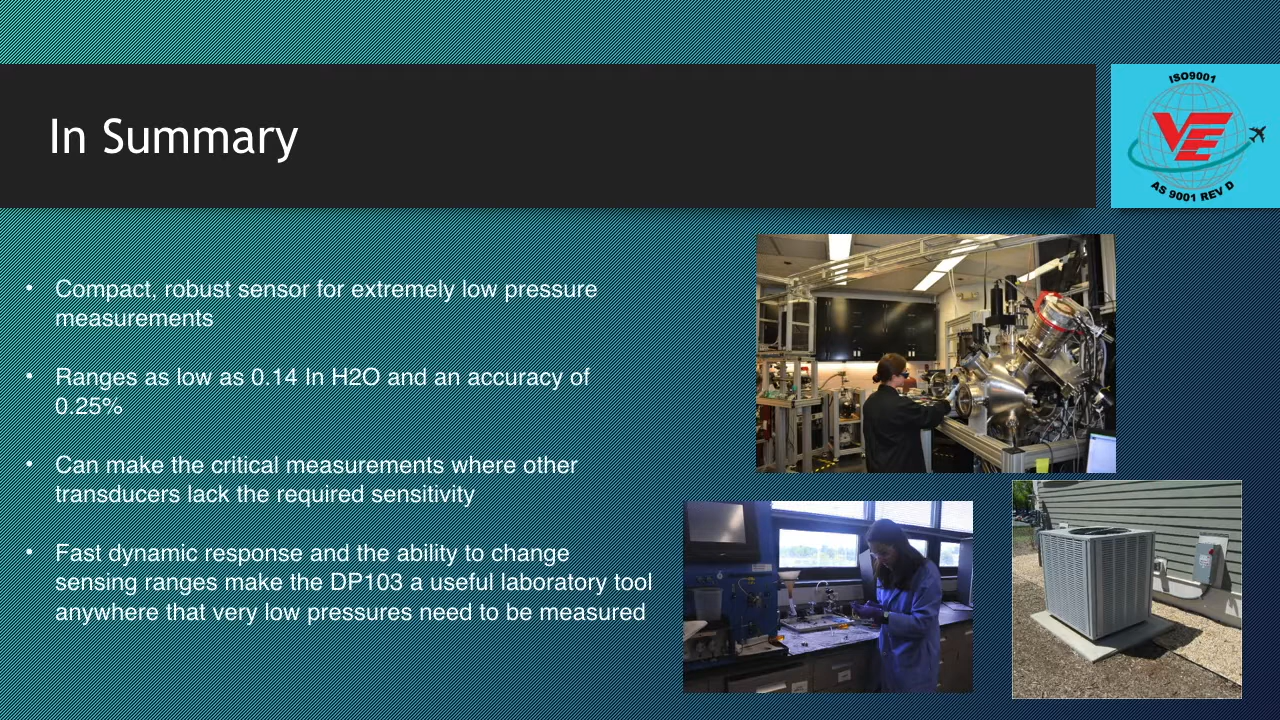 ISO9001
VE
AS 9001 REV D
In Summary
• Compact, robust sensor for extremely low pressure
measurements
• Ranges as low as 0.14 in H2O and an accuracy of
0.25%
• Can make the critical measurements where other
transducers lack the required sensitivity
• Fast dynamic response and the ability to change
sensing ranges make the DP103 a useful laboratory tool
anywhere that very low pressures need to be measured